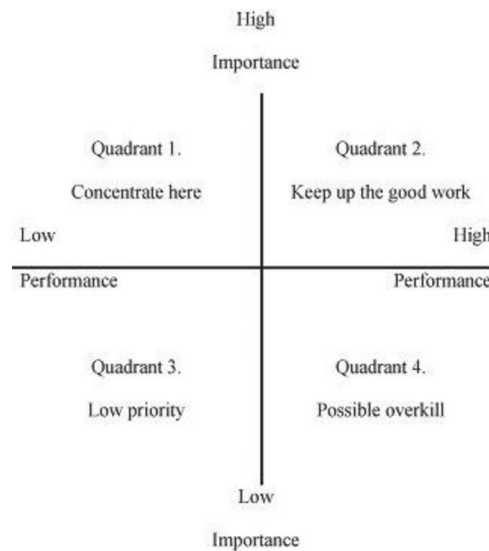 High
Importance
Quadrant 1.
Quadrant 2.
Concentrate here
Keep up the good work
Low
High
Performance
Performance
Quadrant 3.
Quadrant 4.
Low priority
Possible overkill
Low
Importance